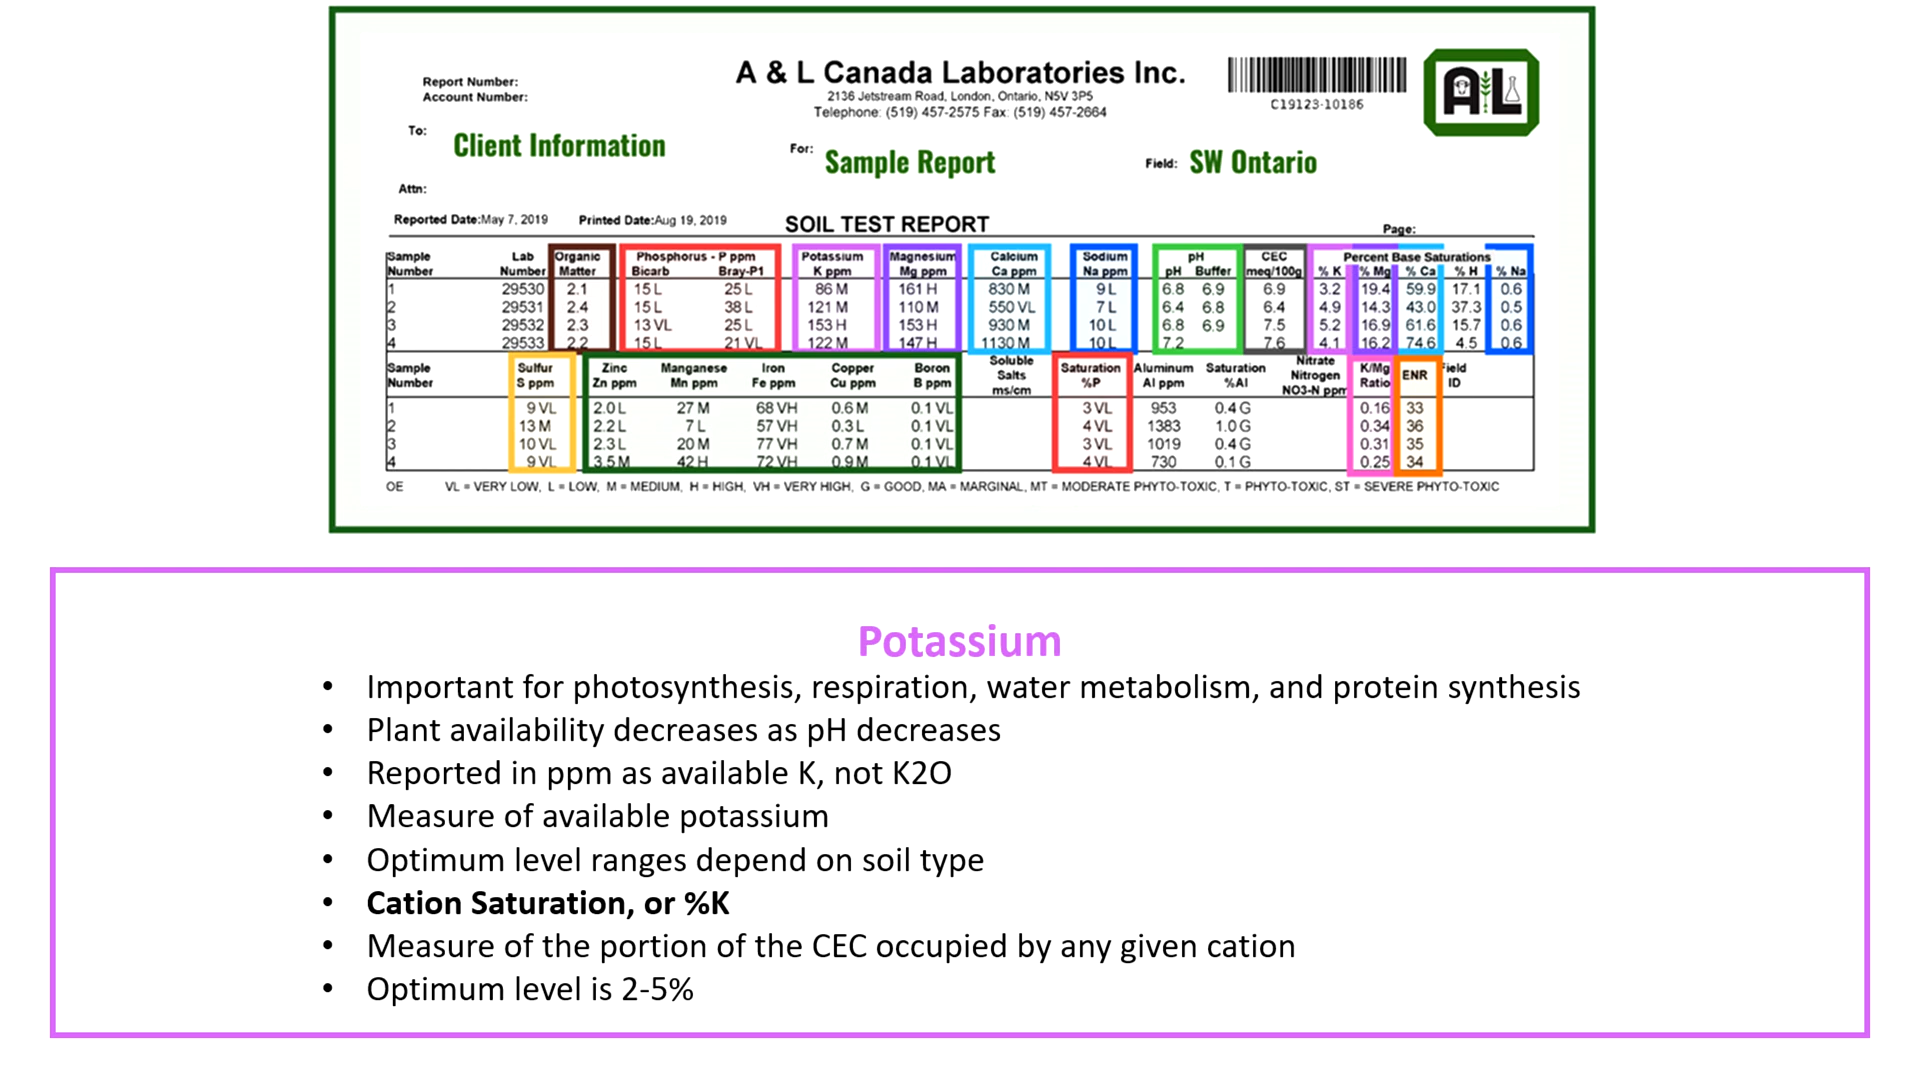 Report Number:
Account Number:
A & L Canada Laboratories Inc.
2136 Jetstream Road, London, Ontario, N5V 3P5
Telephone: (519) 457-2575 Fax: (519) 457-2664
C19123-10186
A L
To: Client Information
For: Sample Report
Field: SW Ontario
Attn:
Reported Date:May 7, 2019 Printed Date:Aug 19, 2019 SOIL TEST REPORT Page:
Sample Lab Organic Phosphorus - P ppm Potassium Magnesium Calcium Sodium pH CEC Percent Base Saturations
Number Number Matter Bicarb Bray-P1 K ppm Mg ppm Ca ppm Na ppm pH Buffer meq/100g % K % Mg % Ca % H % Na
1 29530 2.1 15 L 25 L 86 M 161 H 830 M 9 L 6.8 6.9 6.9 3.2 19.4 59.9 17.1 0.6
2 29531 2.4 15 L 38 L 121 M 110 M 550 VL 7 L 6.4 6.8 6.4 4.9 14.3 43.0 37.3 0.5
3 29532 2.3 13 VL 25 L 153 H 153 H 930 M 10 L 6.8 6.9 7.5 5.2 16.9 61.6 15.7 0.6
4 29533 2.2 15 L 21 VL 122 M 147 H 1130 M 10 L 7.2 7.6 4.1 16.2 74.6 4.5 0.6
Sample Sulfur Zinc Manganese Iron Copper Boron Soluble Saturation Aluminum Saturation Nitrate K/Mg ENR Field
Number S ppm Zn ppm Mn ppm Fe ppm Cu ppm B ppm Salts %P Al ppm %Al Nitrogen Ratio ID
ms/cm NO3-N ppm
1 9 VL 2.0 L 27 M 68 VH 0.6 M 0.1 VL 3 VL 953 0.4 G 0.16 33
2 13 M 2.2 L 7 L 57 VH 0.3 L 0.1 VL 4 VL 1383 1.0 G 0.34 36
3 10 VL 2.3 L 20 M 77 VH 0.7 M 0.1 VL 3 VL 1019 0.4 G 0.31 35
4 9 VL 3.5 M 42 H 72 VH 0.9 M 0.1 VL 4 VL 730 0.1 G 0.25 34
OE VL = VERY LOW, L = LOW, M = MEDIUM, H = HIGH, VH = VERY HIGH, G = GOOD, MA = MARGINAL, MT = MODERATE PHYTO-TOXIC, T = PHYTO-TOXIC, ST = SEVERE PHYTO-TOXIC
Potassium
• Important for photosynthesis, respiration, water metabolism, and protein synthesis
• Plant availability decreases as pH decreases
• Reported in ppm as available K, not K2O
• Measure of available potassium
• Optimum level ranges depend on soil type
• Cation Saturation, or %K
• Measure of the portion of the CEC occupied by any given cation
• Optimum level is 2-5%